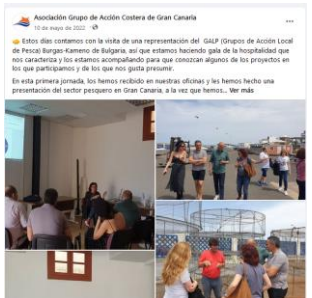 Asociación Grupo de Acción Costera de Gran Canaria
10 de mayo de 2022 ·
Estos días contamos con la visita de una representación del GALP (Grupos de Acción Local
de Pesca) Burgas-Kameno de Bulgaria, así que estamos haciendo gala de la hospitalidad que
nos caracteriza y los estamos acompañando para que conozcan algunos de los proyectos en
los que participamos y de los que nos gusta presumir.
En esta primera jornada, los hemos recibido en nuestras oficinas y les hemos hecho una
presentación del sector pesquero en Gran Canaria, a la vez que hemos... Ver más